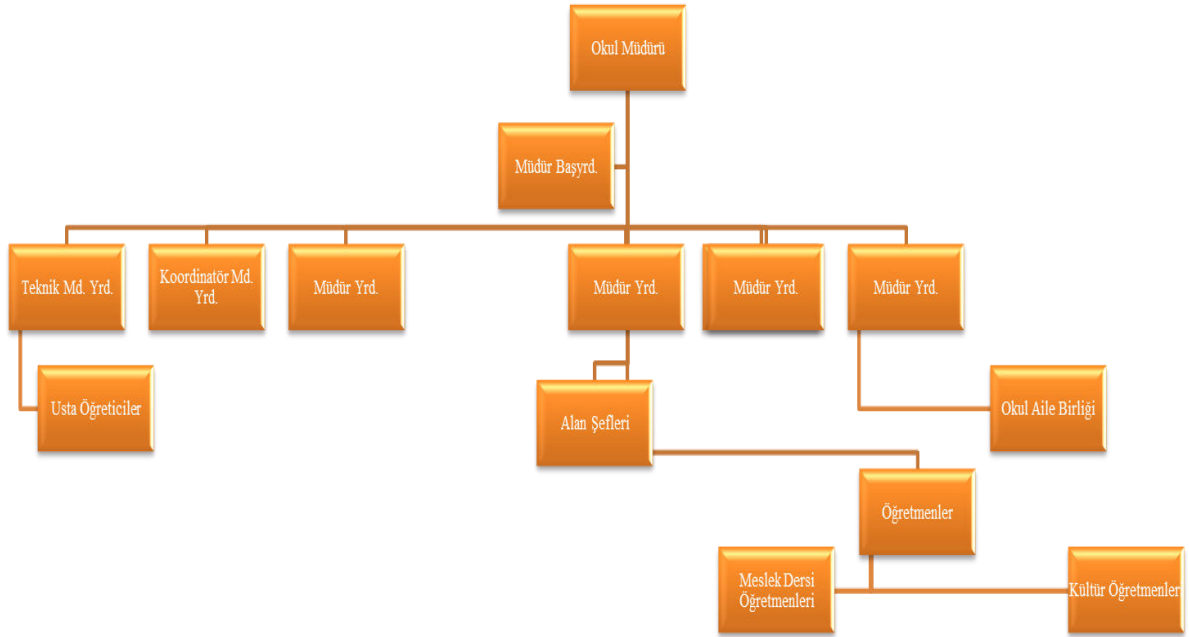 Okul Müdürü
Müdür Başyrd.
Teknik Md. Yrd.
Koordinatör Md.
Yrd.
Müdür Yrd.
Müdür Yrd.
Müdür Yrd.
Müdür Yrd.
Usta Öğreticiler
Alan Şefleri
Okul Aile Birliği
Öğretmenler
Meslek Dersi
Öğretmenleri
Kültür Öğretmenler